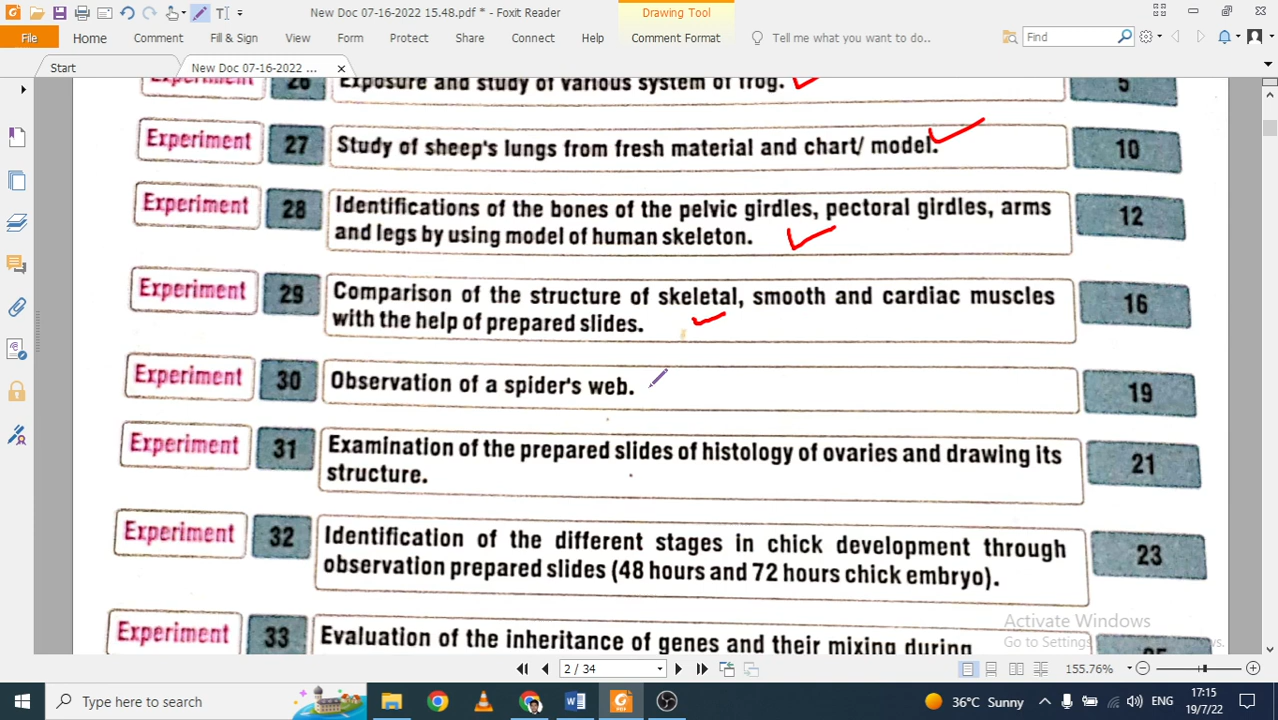 New Doc 07-16-2022 15.48.pdf * - Foxit Reader
Drawing Tool
File Home Comment Fill & Sign View Form Protect Share Connect Help Comment Format Tell me what you want to do.. Find
Start New Doc 07-16-2022 ...
Experiment 26 Exposure and study of various system of frog. 5
Experiment 27 Study of sheep's lungs from fresh material and chart/ model. 10
Experiment 28 Identifications of the bones of the pelvic girdles, pectoral girdles, arms 12
and legs by using model of human skeleton.
Experiment 29 Comparison of the structure of skeletal, smooth and cardiac muscles 16
with the help of prepared slides.
Experiment 30 Observation of a spider's web. 19
Experiment 31 Examination of the prepared slides of histology of ovaries and drawing its 21
structure.
Experiment 32 Identification of the different stages in chick development through 23
observation prepared slides (48 hours and 72 hours chick embryo).
Activate Windows
Experiment 33 Evaluation of the inheritance of genes and their mixing during
Go to Settings
2 / 34 155.76%
Type here to search 36°C Sunny ENG 17:15
19/7/22